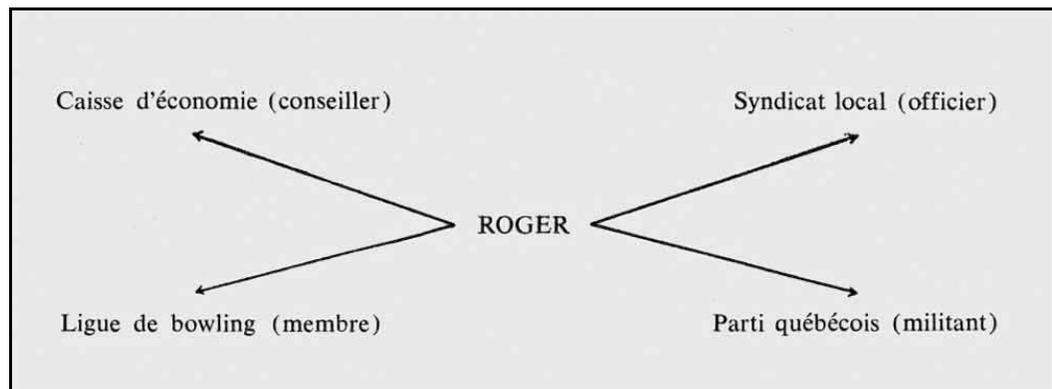 Caisse d'économie (conseiller)
Syndicat local (officier)
ROGER
Ligue de bowling (membre)
Parti québécois (militant)